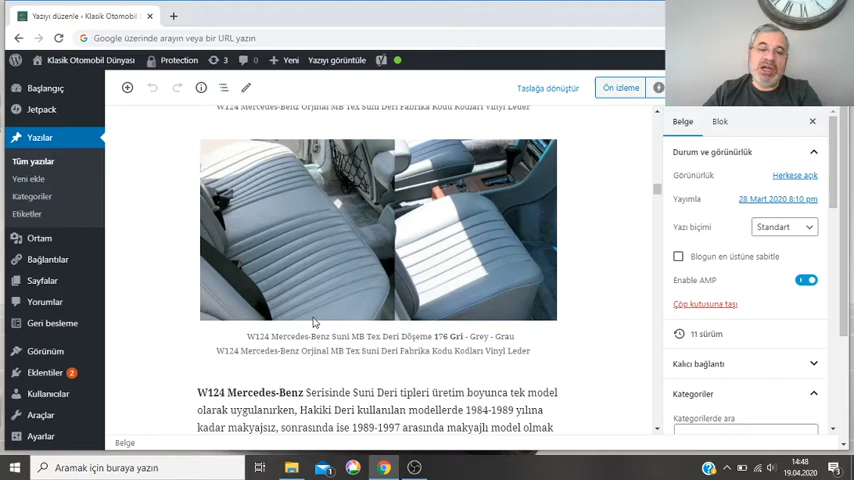 Yazıyı düzenle ‹ Klasik Otomobil
Google üzerinde arayın veya bir URL yazın
Klasik Otomobil Dünyası
Protection
3
0
Yeni
Yazıyı görüntüle
Başlangıç
Jetpack
Yazılar
Tüm yazılar
Yeni ekle
Kategoriler
Etiketler
Ortam
Bağlantılar
Sayfalar
Yorumlar
Geri besleme
Görünüm
Eklentiler 2
Kullanıcılar
Araçlar
Ayarlar
Taslağa dönüştür
Ön izleme
W124 Mercedes-Benz Orjinal MB Tex Suni Deri Fabrika Kodu Kodları Vinyl Leder
W124 Mercedes-Benz Suni MB Tex Deri Döşeme 176 Gri - Grey - Grau
W124 Mercedes-Benz Orjinal MB Tex Suni Deri Fabrika Kodu Kodları Vinyl Leder
W124 Mercedes-Benz Serisinde Suni Deri tipleri üretim boyunca tek model
olarak uygulanırken, Hakiki Deri kullanılan modellerde 1984-1989 yılına
kadar makyajsız, sonrasında ise 1989-1997 arasında makyajlı model olmak
Belge
Blok
Durum ve görünürlük
Görünürlük
Herkese açık
Yayımla
28 Mart 2020 8:10 pm
Yazı biçimi
Standart
Blogun en üstüne sabitle
Enable AMP
Çöp kutusuna taşı
11 sürüm
Kalıcı bağlantı
Kategoriler
Kategorilerde ara
Belge
Aramak için buraya yazın
1
14:48
19.04.2020
3